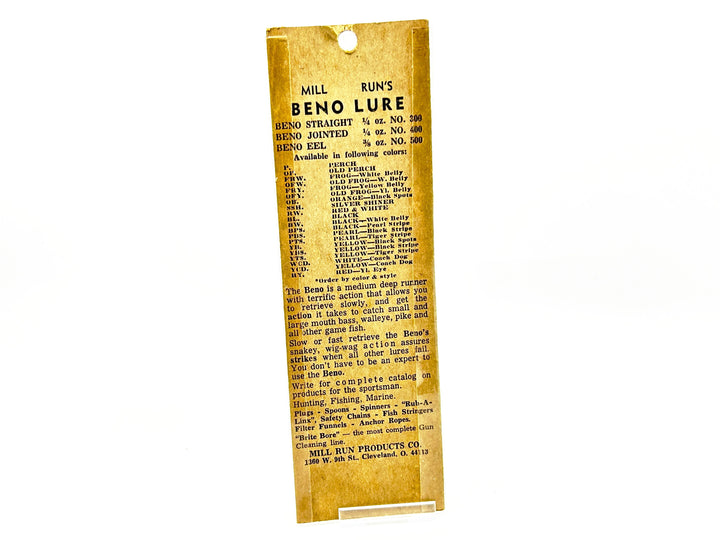 MILL RUN'S
BENO LURE
BENO STRAIGHT ¼ oz. NO. 300
BENO JOINTED ¼ oz. NO. 400
BENO EEL ⅜ oz. NO. 500
Available in following colors:
P. PERCH
OP. OLD PERCH
FRW. FROG—White Belly
OFW. OLD FROG—W. Belly
FRY. FROG—Yellow Belly
OFY. OLD FROG—Yl. Belly
OB. ORANGE—Black Spots
SSH. SILVER SHINER
RW. RED & WHITE
BL. BLACK
BW. BLACK—White Belly
BPS. BLACK—Pearl Stripe
PBS. PEARL—Black Stripe
PTS. PEARL—Tiger Stripe
YB. YELLOW—Black Spots
YBS. YELLOW—Black Stripe
YTS. YELLOW—Tiger Stripe
WCD. WHITE—Coach Dog
YCD. YELLOW—Coach Dog
RY. RED—Yl. Eye
*Order by color & style
The Beno is a medium deep runner
with terrific action that allows you
to retrieve slowly, and get the
action it takes to catch small and
large mouth bass, walleye, pike and
all other game fish.
Slow or fast retrieve the Beno's
snakey, wig-wag action assures
strikes when all other lures fail.
You don't have to be an expert to
use the Beno.
Write for complete catalog on
products for the sportsman.
Hunting, Fishing, Marine.
Plugs - Spoons - Spinners - "Rub-A-
Linx", Safety Chains - Fish Stringers
Filter Funnels - Anchor Ropes.
"Brite Bore" — the most complete Gun
Cleaning line.
MILL RUN PRODUCTS CO.
1360 W. 9th St., Cleveland, O. 44113